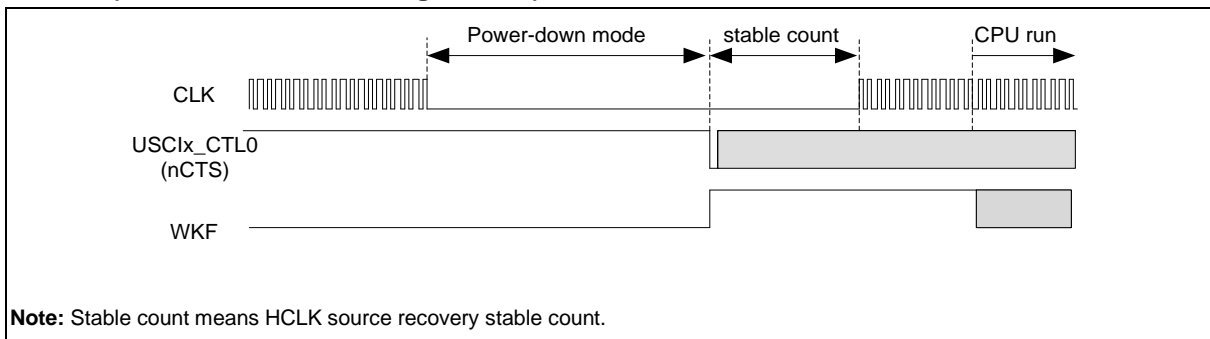 Power-down mode
stable count
CPU run
CLK
USCIx_CTL0
(nCTS)
WKF
Note: Stable count means HCLK source recovery stable count.